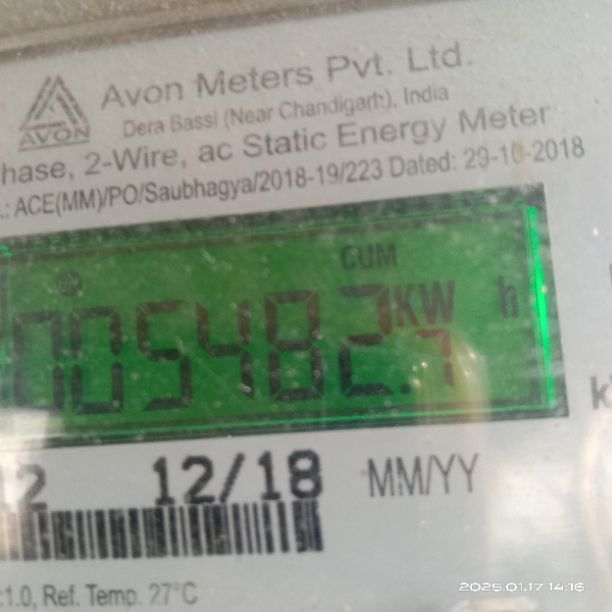 Avon Meters Pvt. Ltd.
AVON
Dera Bassi (Near Chandigarh), India
2-Wire, ac Static Energy Meter
ACE(MM)/PO/Saubhagya/2018-19/223 Dated: 29-10-2018
CUM
005482.7 KW h
12/18 MM/YY
:1.0, Ref. Temp. 27°C
2025.01.17 14:16